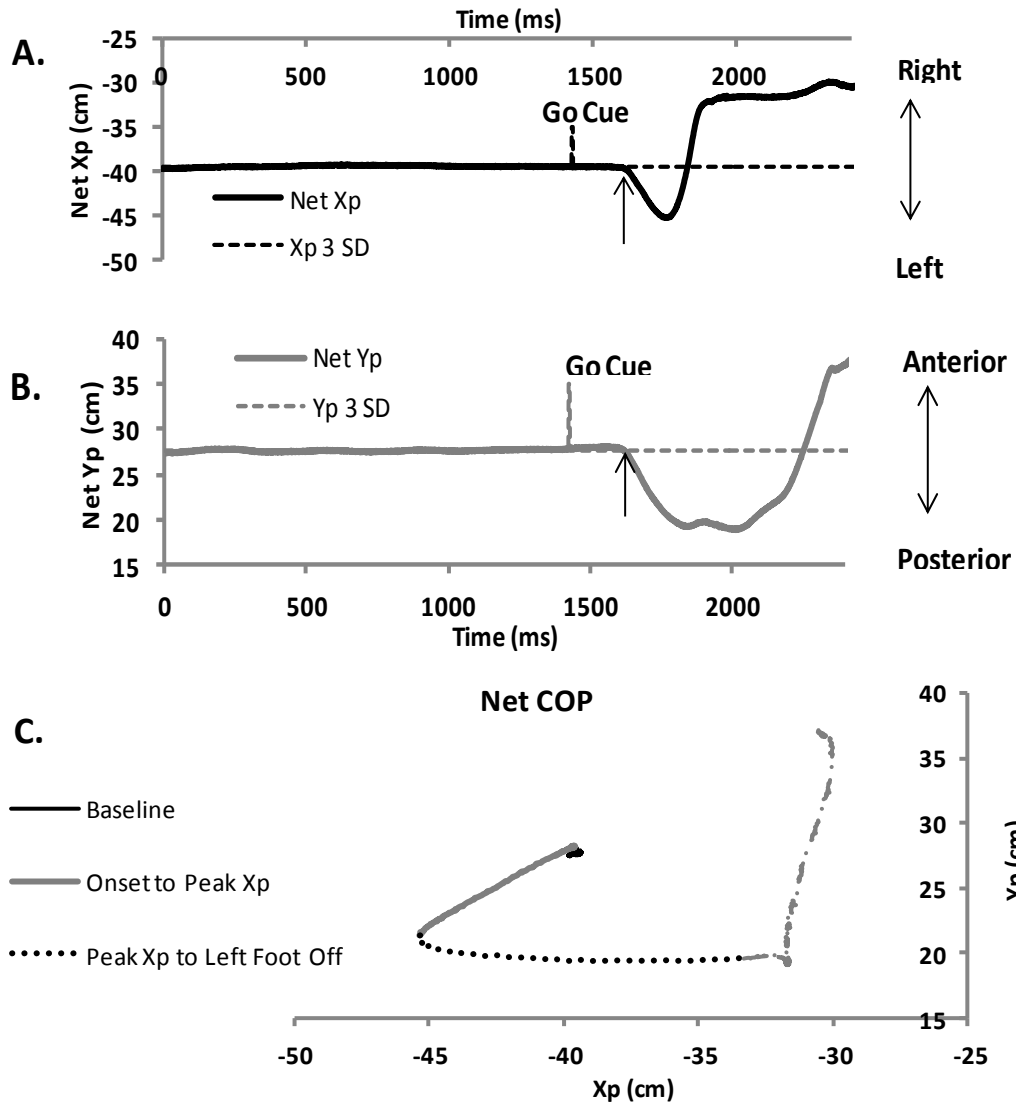 Time (ms)
A.
-25
-30
-35
-40
-45
-50
Net Xp (cm)
0 500 1000 1500 2000
Go Cue
Net Xp
Xp 3 SD
Right
Left
B.
40
35
30
25
20
15
Net Yp (cm)
Net Yp
Yp 3 SD
Go Cue
Anterior
Posterior
0 500 1000 1500 2000
Time (ms)
Net COP
C.
Baseline
Onset to Peak Xp
Peak Xp to Left Foot Off
40
35
30
25
20
15
Xp (cm)
-50 -45 -40 -35 -30 -25
Xp (cm)